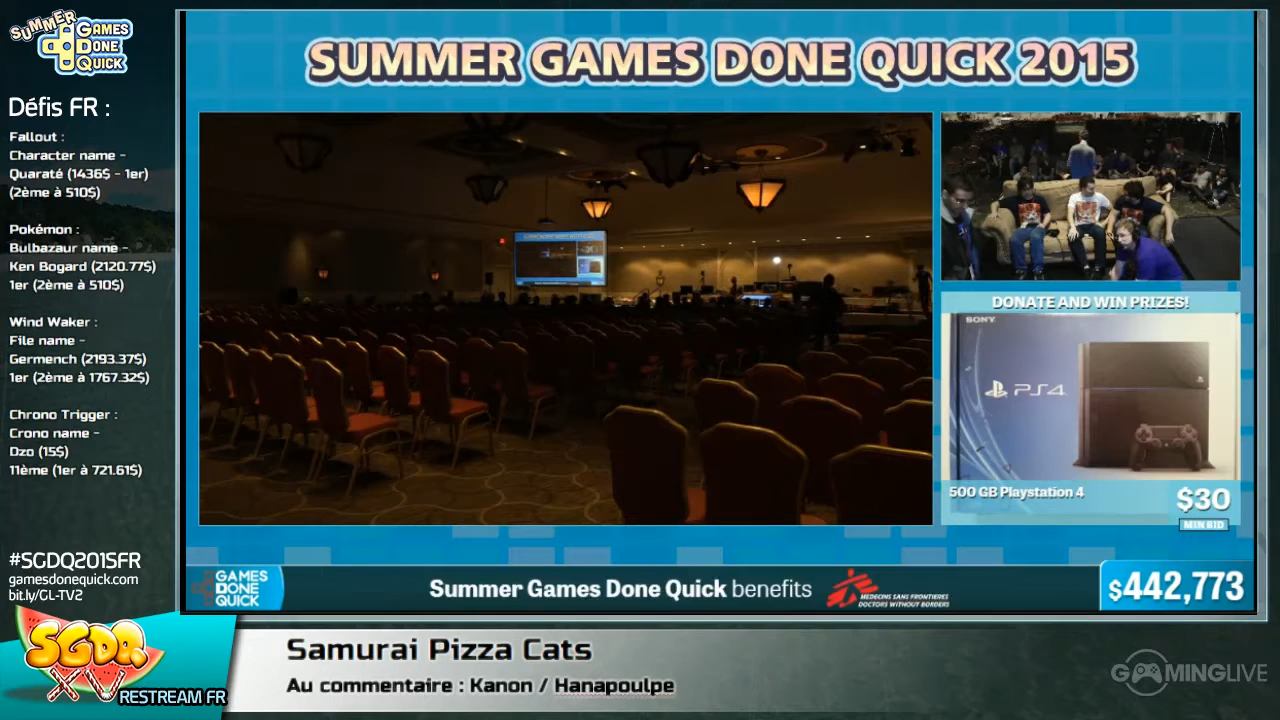 SUMMER
GAMES
DONE
QUICK
Défis FR :
Fallout :
Character name -
Quaraté (1436$ - 1er)
(2ème à 510$)
Pokémon :
Bulbazaur name -
Ken Bogard (2120.77$)
1er (2ème à 510$)
Wind Waker :
File name -
Germench (2193.37$)
1er (2ème à 1767.32$)
Chrono Trigger :
Crono name -
Dzo (15$)
11ème (1er à 721.61$)
#SGDQ2015FR
gamesdonequick.com
bit.ly/GL-TV2
SGDQ
XV
RESTREAM FR
SUMMER GAMES DONE QUICK 2015
DONATE AND WIN PRIZES!
SONY
PS4
500 GB Playstation 4
$30
MIN BID
GAMES
DONE
QUICK
Summer Games Done Quick benefits
MEDECINS SANS FRONTIERES
DOCTORS WITHOUT BORDERS
$442,773
Samurai Pizza Cats
Au commentaire : Kanon / Hanapoulpe
GAMINGLIVE